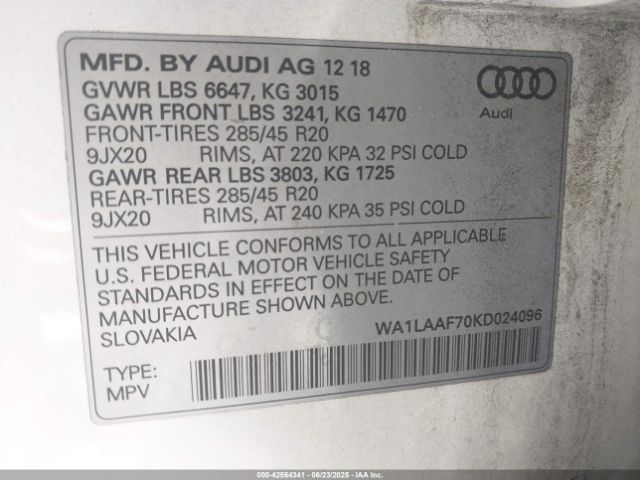 MFD. BY AUDI AG 12 18
GVWR LBS 6647, KG 3015
GAWR FRONT LBS 3241, KG 1470
FRONT-TIRES 285/45 R20
9JX20 RIMS, AT 220 KPA 32 PSI COLD
GAWR REAR LBS 3803, KG 1725
REAR-TIRES 285/45 R20
9JX20 RIMS, AT 240 KPA 35 PSI COLD
Audi
THIS VEHICLE CONFORMS TO ALL APPLICABLE
U.S. FEDERAL MOTOR VEHICLE SAFETY
STANDARDS IN EFFECT ON THE DATE OF
MANUFACTURE SHOWN ABOVE.
SLOVAKIA
WA1LAAF70KD024096
TYPE:
MPV
000-42564341 - 06/23/2025 - IAAI.COM